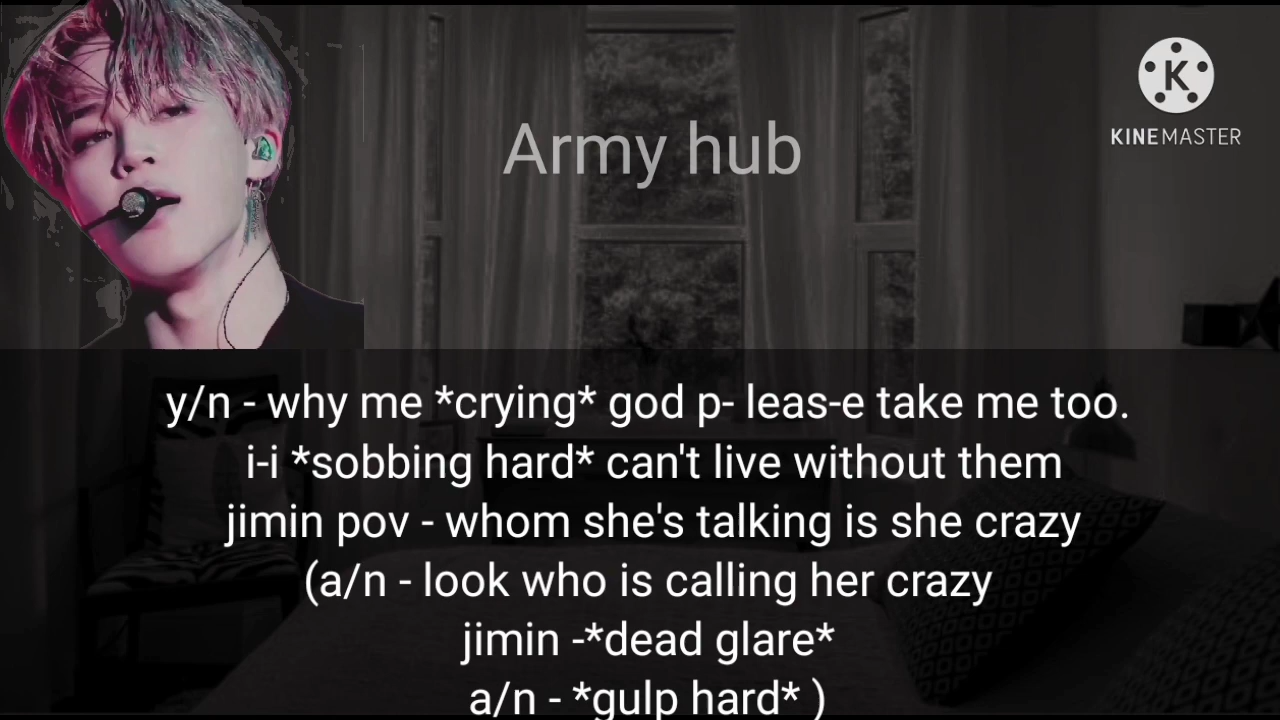 K
KINEMASTER
Army hub
y/n - why me *crying* god p- leas-e take me too.
i-i *sobbing hard* can't live without them
jimin pov - whom she's talking is she crazy
(a/n - look who is calling her crazy
jimin -*dead glare*
a/n - *gulp hard* )